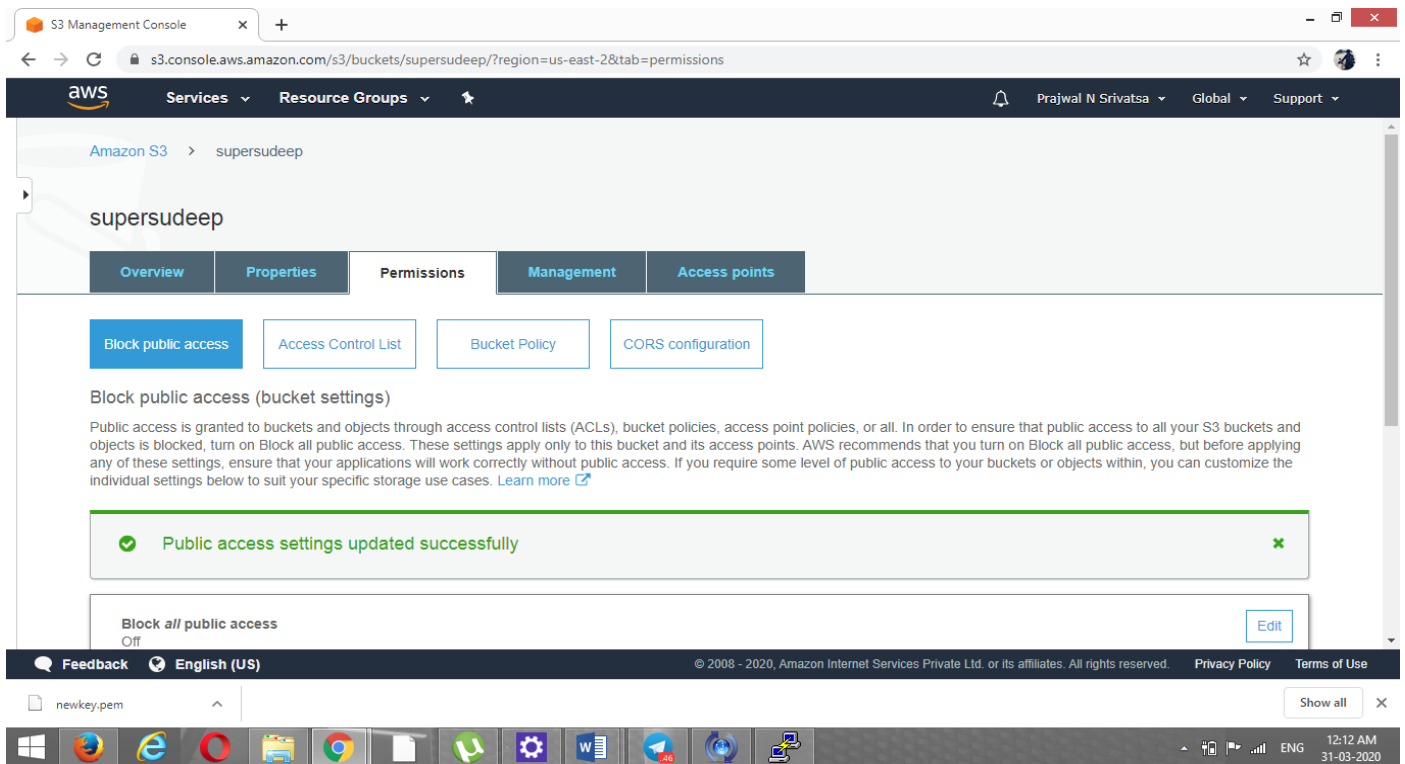 S3 Management Console
s3.console.aws.amazon.com/s3/buckets/supersudeep/?region=us-east-2&tab=permissions
aws Services Resource Groups Prajwal N Srivatsa Global Support
Amazon S3 > supersudeep
supersudeep
Overview Properties Permissions Management Access points
Block public access Access Control List Bucket Policy CORS configuration
Block public access (bucket settings)
Public access is granted to buckets and objects through access control lists (ACLs), bucket policies, access point policies, or all. In order to ensure that public access to all your S3 buckets and
objects is blocked, turn on Block all public access. These settings apply only to this bucket and its access points. AWS recommends that you turn on Block all public access, but before applying
any of these settings, ensure that your applications will work correctly without public access. If you require some level of public access to your buckets or objects within, you can customize the
individual settings below to suit your specific storage use cases. Learn more
Public access settings updated successfully
Block all public access Edit
Off
Feedback English (US) © 2008 - 2020, Amazon Internet Services Private Ltd. or its affiliates. All rights reserved. Privacy Policy Terms of Use
newkey.pem Show all
.46 ENG 12:12 AM
31-03-2020